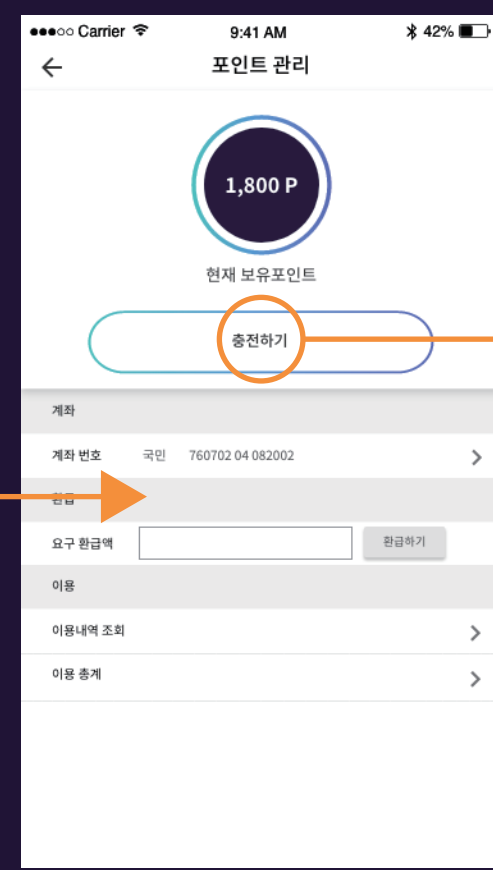 Carrier 9:41 AM 42%
포인트 관리
1,800 P
현재 보유포인트
충전하기
계좌
계좌 번호 국민 760702 04 082002
환급
요구 환급액 환급하기
이용
이용내역 조회
이용 총계